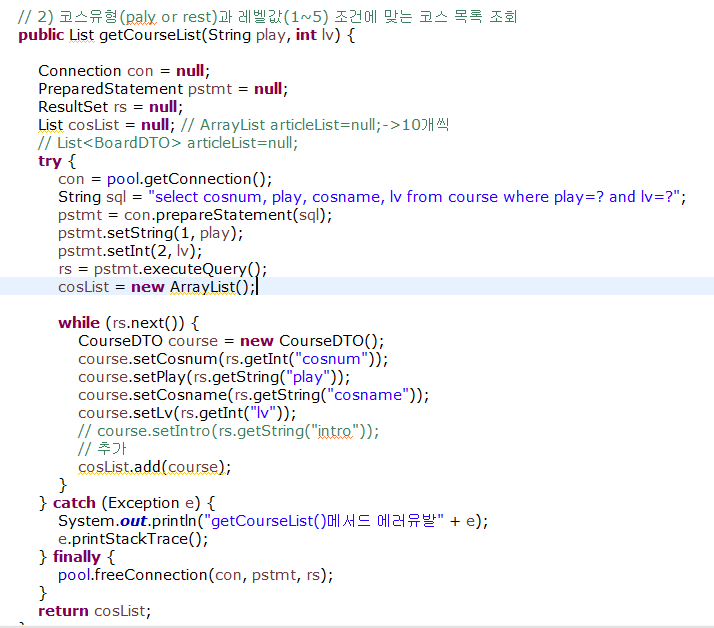 // 2) 코스유형(paly or rest)과 레벨값(1~5) 조건에 맞는 코스 목록 조회
public List getCourseList(String play, int lv) {
Connection con = null;
PreparedStatement pstmt = null;
ResultSet rs = null;
List cosList = null; // ArrayList articleList=null;->10개씩
// List<BoardDTO> articleList=null;
try {
con = pool.getConnection();
String sql = "select cosnum, play, cosname, lv from course where play=? and lv=?";
pstmt = con.prepareStatement(sql);
pstmt.setString(1, play);
pstmt.setInt(2, lv);
rs = pstmt.executeQuery();
cosList = new ArrayList();
while (rs.next()) {
CourseDTO course = new CourseDTO();
course.setCosnum(rs.getInt("cosnum"));
course.setPlay(rs.getString("play"));
course.setCosname(rs.getString("cosname"));
course.setLv(rs.getInt("lv"));
// course.setIntro(rs.getString("intro"));
// 추가
cosList.add(course);
}
} catch (Exception e) {
System.out.println("getCourseList()메서드 에러유발" + e);
e.printStackTrace();
} finally {
pool.freeConnection(con, pstmt, rs);
}
return cosList;